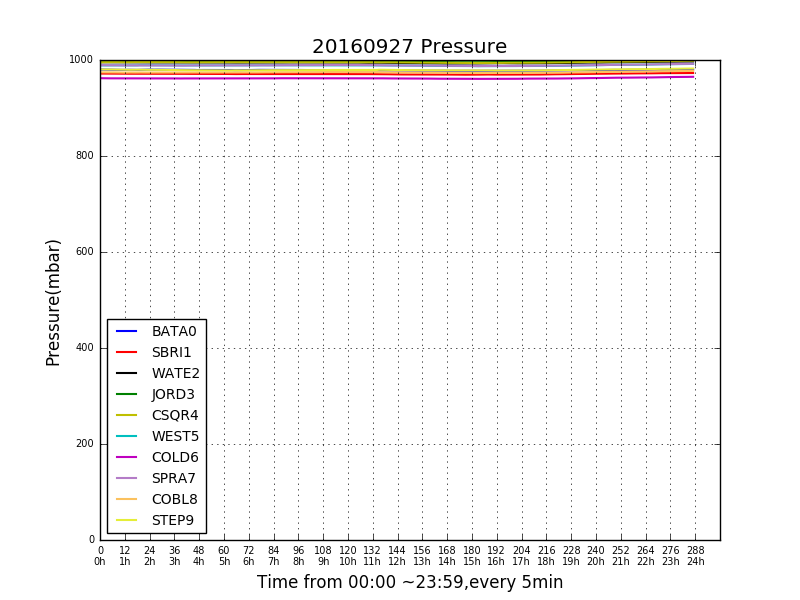 20160927 Pressure
1000
800
600
400
200
0
Pressure(mbar)
BATA0
SBRI1
WATE2
JORD3
CSQR4
WEST5
COLD6
SPRA7
COBL8
STEP9
0 12 24 36 48 60 72 84 96 108 120 132 144 156 168 180 192 204 216 228 240 252 264 276 288
0h 1h 2h 3h 4h 5h 6h 7h 8h 9h 10h 11h 12h 13h 14h 15h 16h 17h 18h 19h 20h 21h 22h 23h 24h
Time from 00:00 ~23:59,every 5min